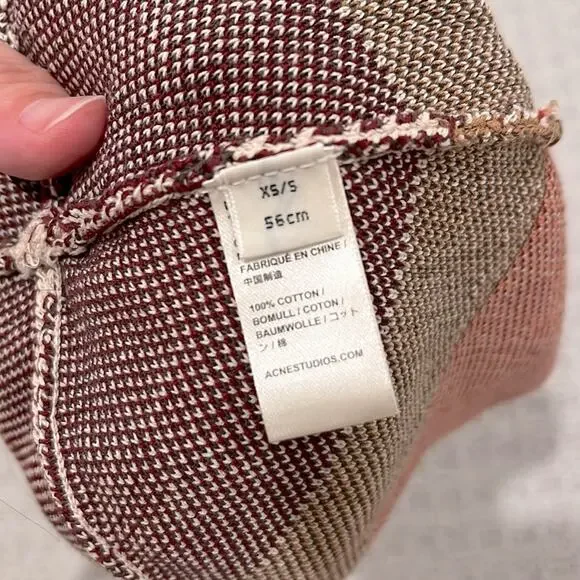 XS/S
56cm
FABRIQUÉ EN CHINE /
中国制造
100% COTTON /
BOMULL / COTON /
BAUMWOLLE / コット
ン / 棉
ACNESTUDIOS.COM